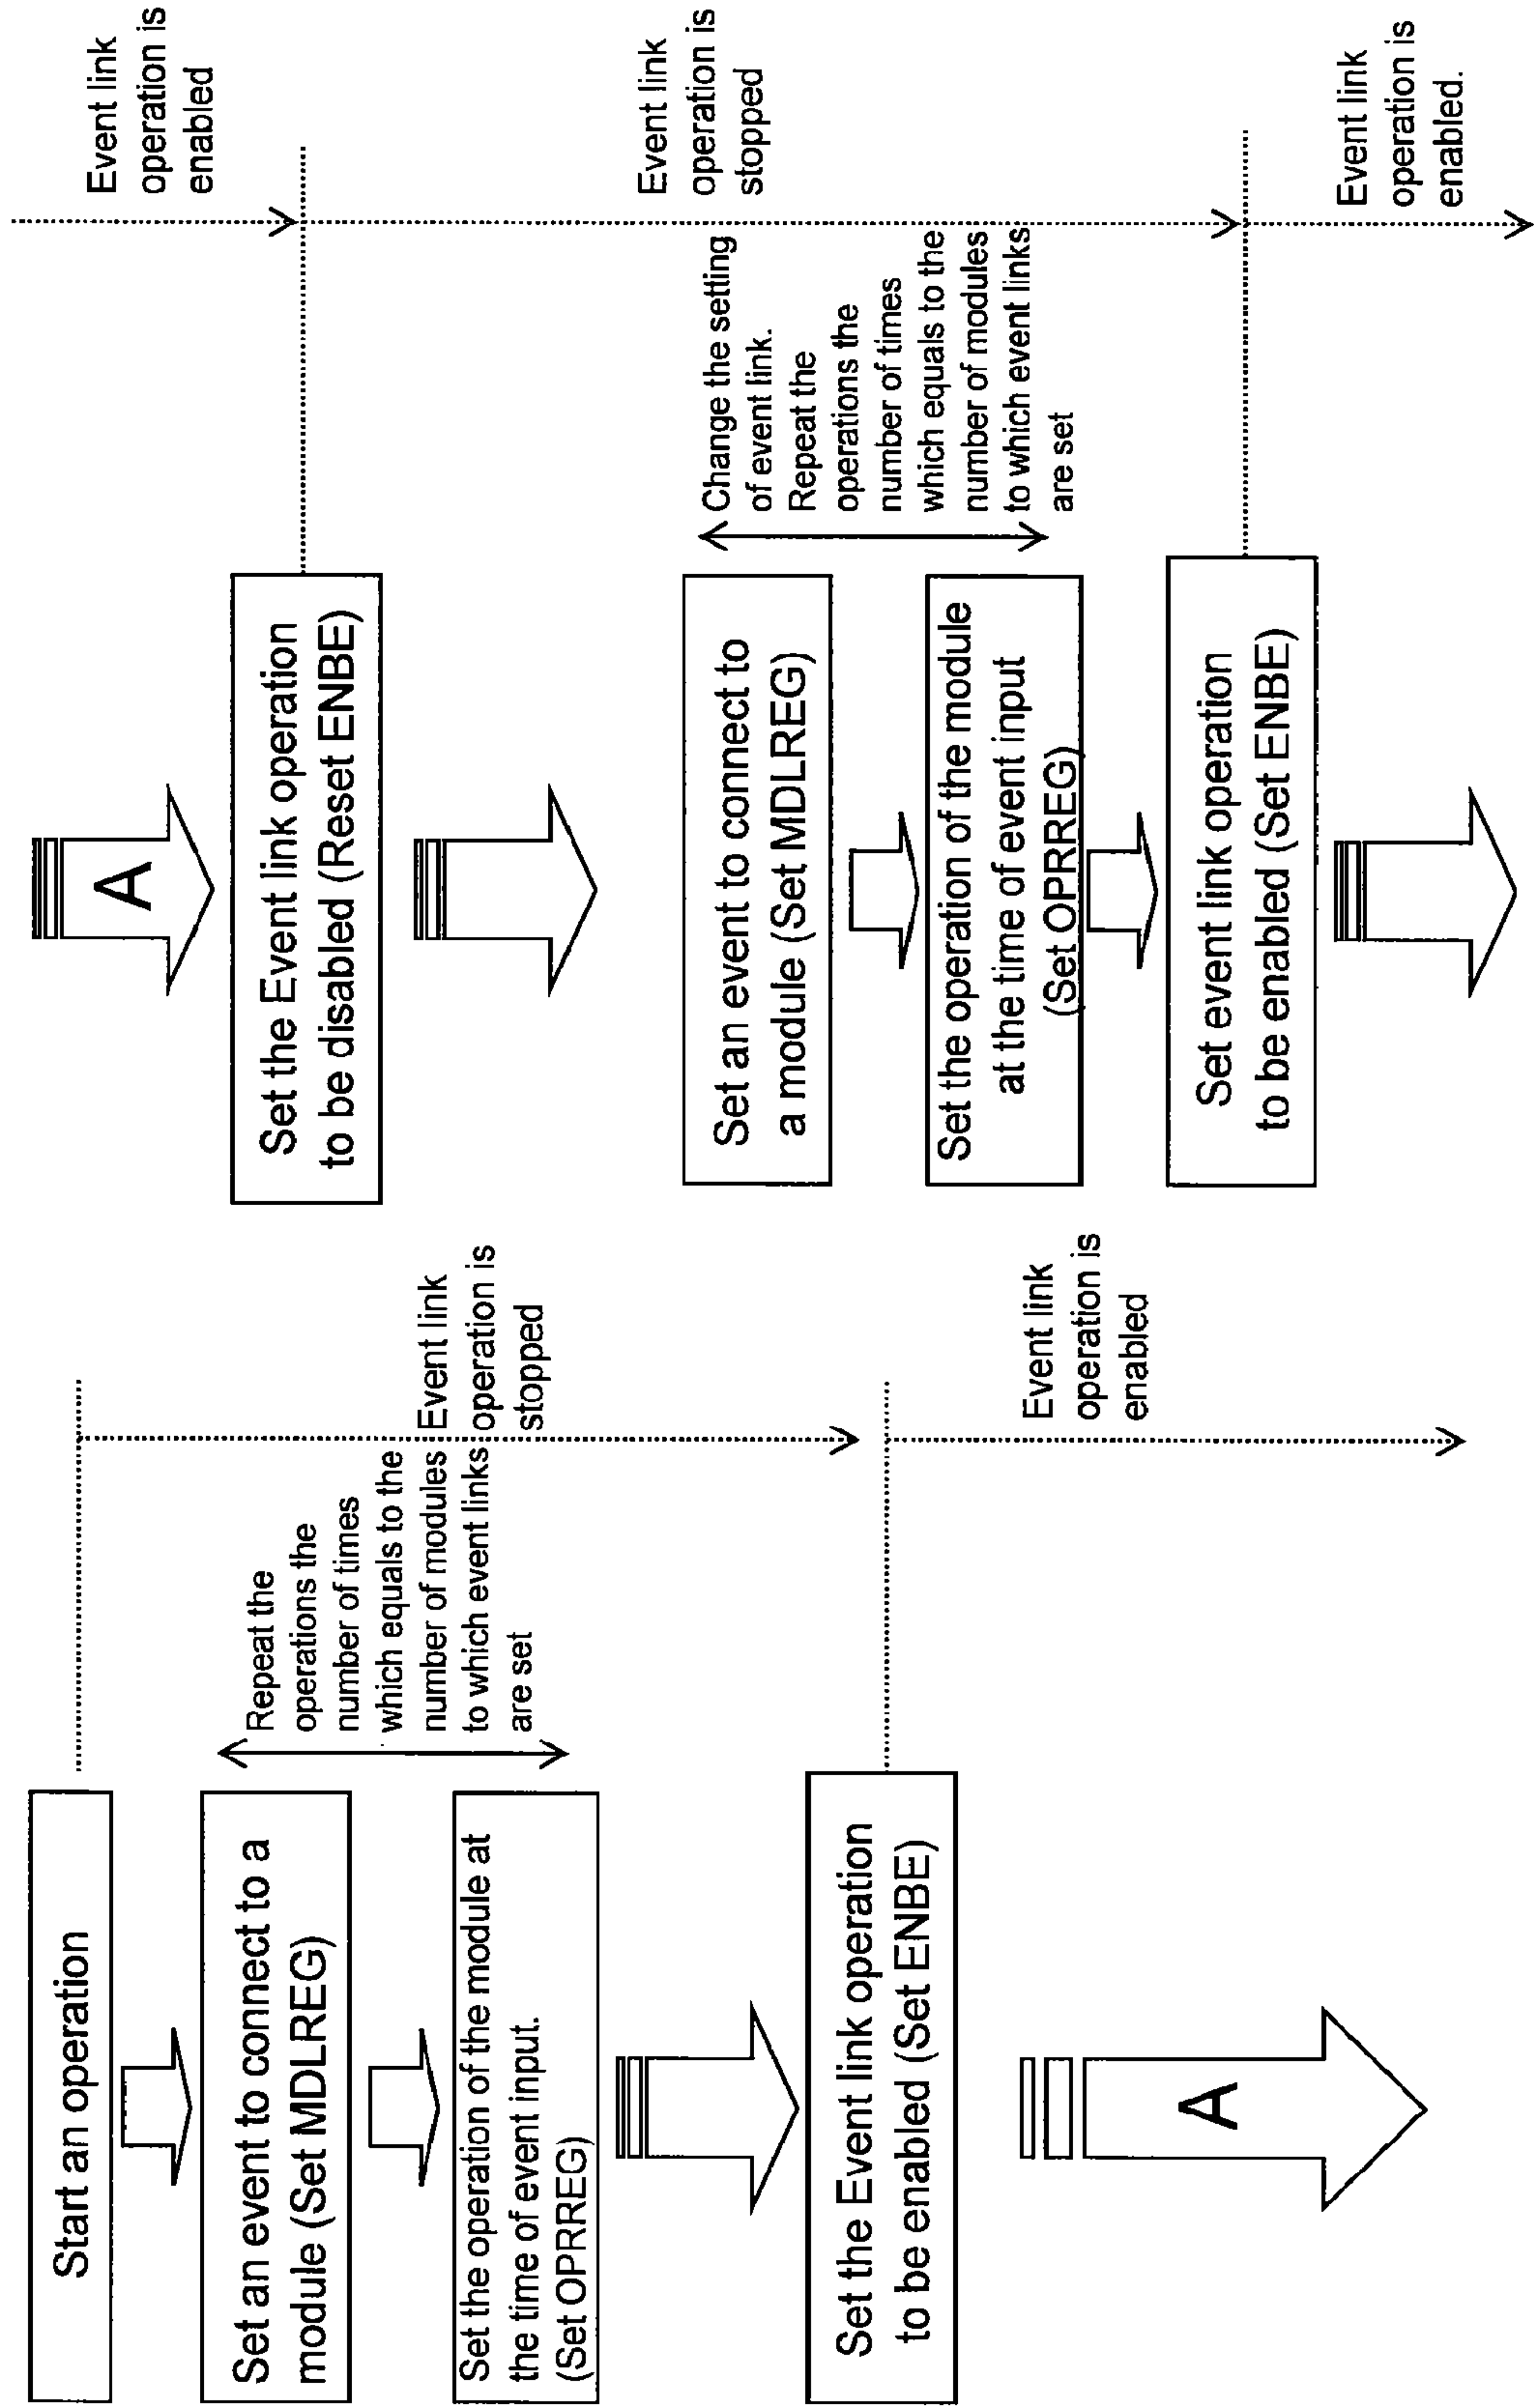 Start an operation
Set an event to connect to a
module (Set MDLREG)
Set the operation of the module at
the time of event input.
(Set OPRREG)
Repeat the
operations the
number of times
which equals to the
number of modules
to which event links
are set
Event link
operation is
stopped
Set the Event link operation
to be enabled (Set ENBE)
Event link
operation is
enabled
A
A
Event link
operation is
enabled
Set the Event link operation
to be disabled (Reset ENBE)
Event link
operation is
stopped
Set an event to connect to
a module (Set MDLREG)
Set the operation of the module
at the time of event input
(Set OPRREG)
Change the setting
of event link.
Repeat the
operations the
number of times
which equals to the
number of modules
to which event links
are set
Set event link operation
to be enabled (Set ENBE)
Event link
operation is
enabled.